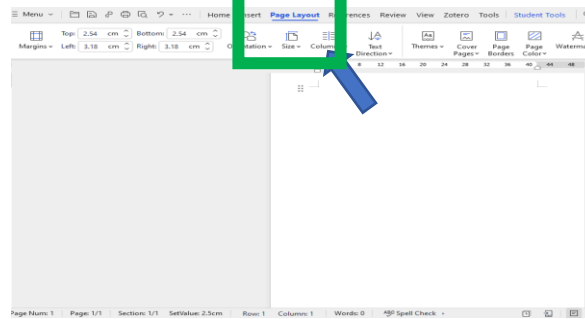 Menu Home Insert Page Layout References Review View Zotero Tools Student Tools
Top: 2.54 cm Bottom: 2.54 cm
Margins Left: 3.18 cm Right: 3.18 cm Orientation Size Columns Text Direction Themes Cover Pages Page Borders Page Color
8 12 16 20 24 28 32 36 40 44 48
Page Num: 1 Page: 1/1 Section: 1/1 SetValue: 2.5cm Row: 1 Column: 1 Words: 0 Spell Check